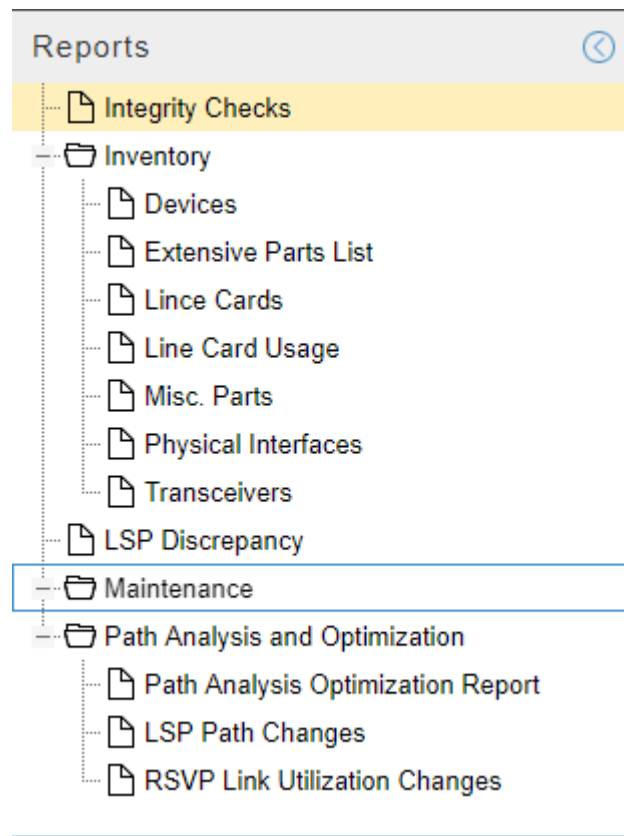 Reports
Integrity Checks
Inventory
Devices
Extensive Parts List
Lince Cards
Line Card Usage
Misc. Parts
Physical Interfaces
Transceivers
LSP Discrepancy
Maintenance
Path Analysis and Optimization
Path Analysis Optimization Report
LSP Path Changes
RSVP Link Utilization Changes